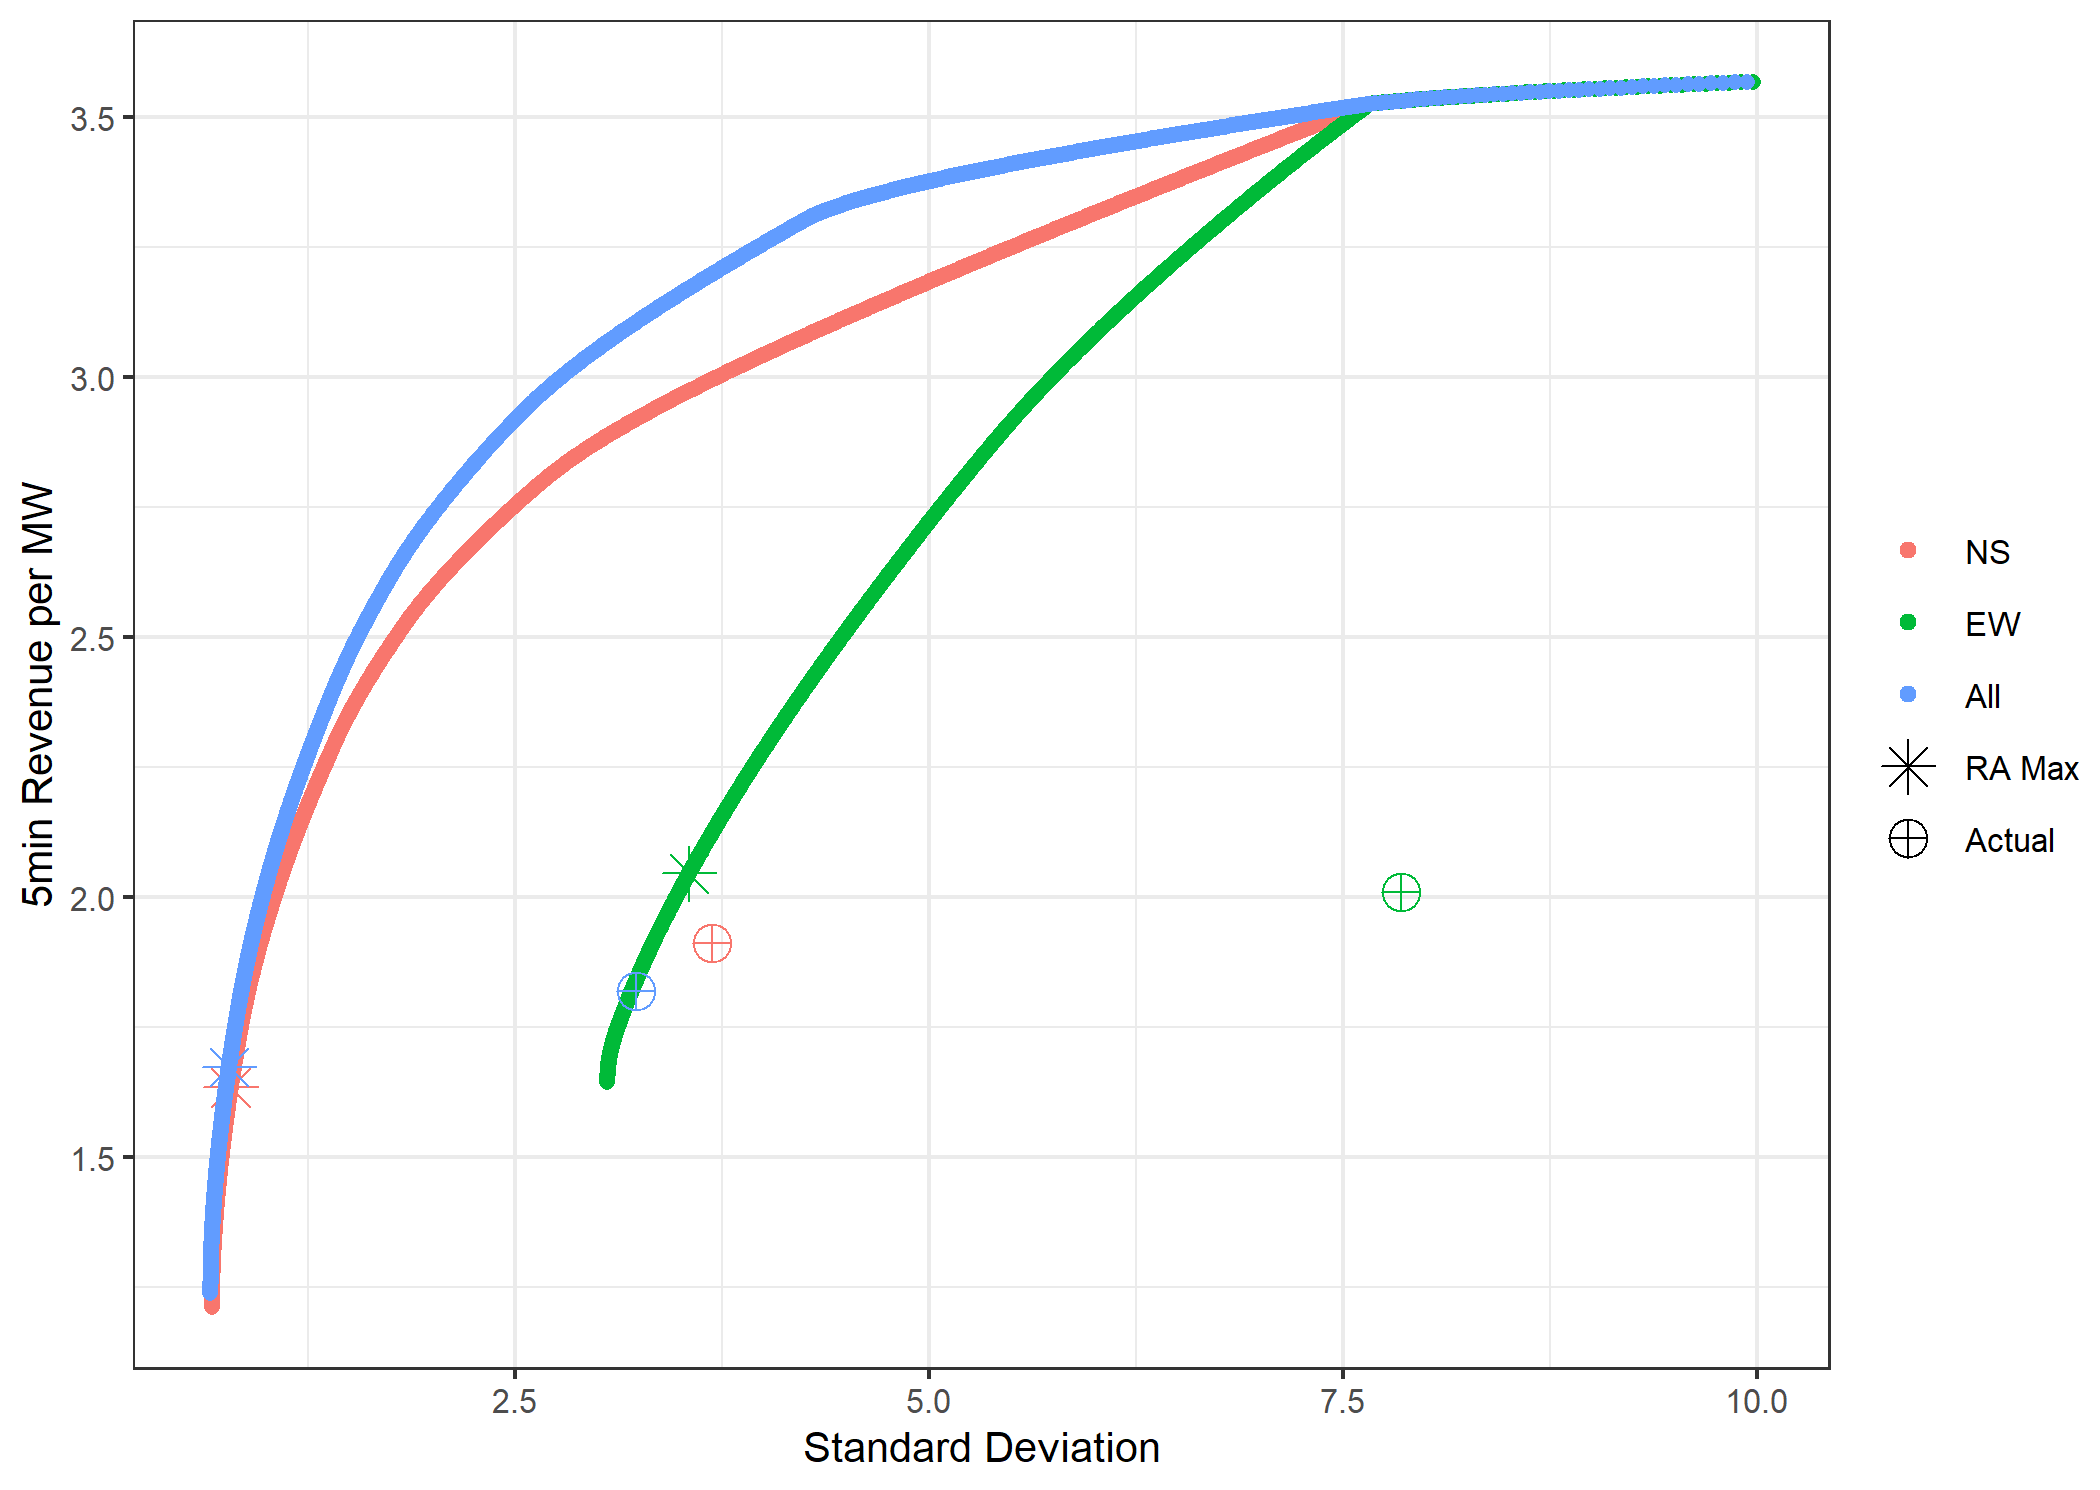 5min Revenue per MW
3.5
3.0
2.5
2.0
1.5
2.5
5.0
7.5
10.0
Standard Deviation
NS
EW
All
RA Max
Actual